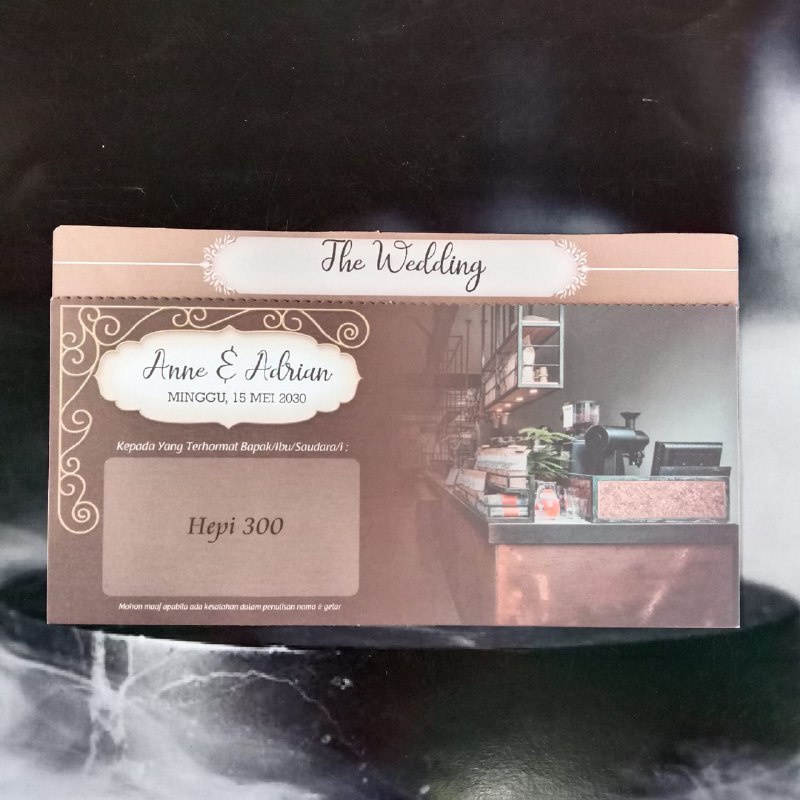 The Wedding
Anne & Adrian
MINGGU, 15 MEI 2030
Kepada Yang Terhormat Bapak/Ibu/Saudara/i :
Hepi 300
Mohon maaf apabila ada kesalahan dalam penulisan nama & gelar